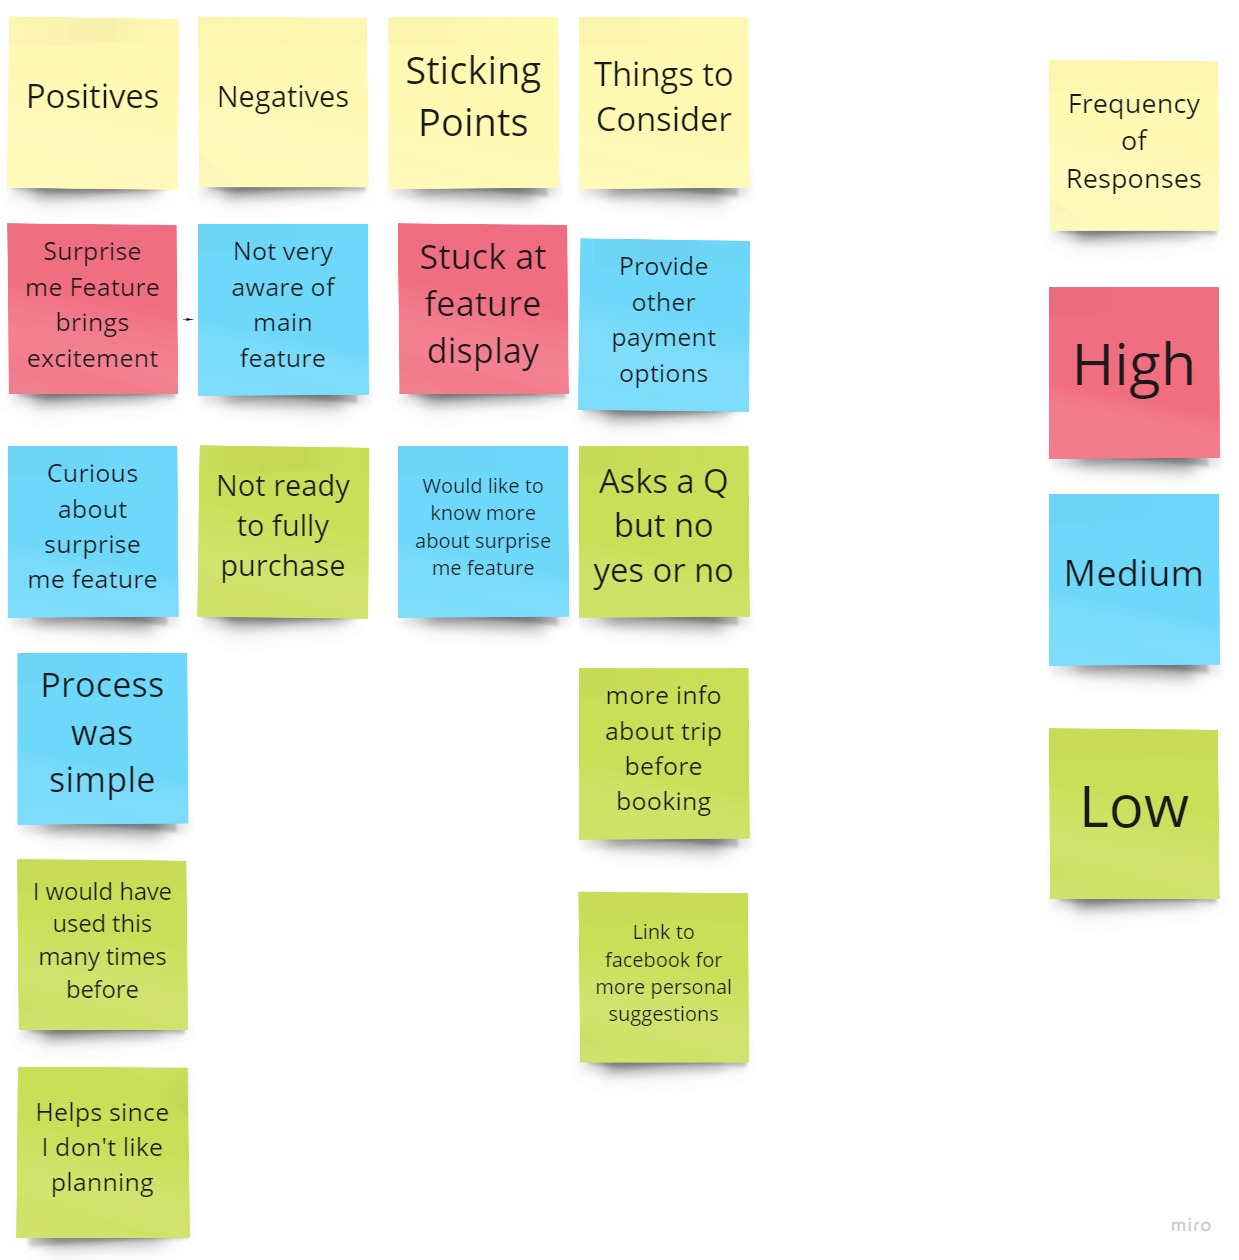 Positives
Negatives
Sticking
Points
Things to
Consider
Frequency
of
Responses
Surprise
me Feature
brings
excitement
Not very
aware of
main
feature
Stuck at
feature
display
Provide
other
payment
options
High
Curious
about
surprise
me feature
Not ready
to fully
purchase
Would like to
know more
about surprise
me feature
Asks a Q
but no
yes or no
Medium
Process
was
simple
more info
about trip
before
booking
Low
I would have
used this
many times
before
Link to
facebook for
more personal
suggestions
Helps since
I don't like
planning
miro